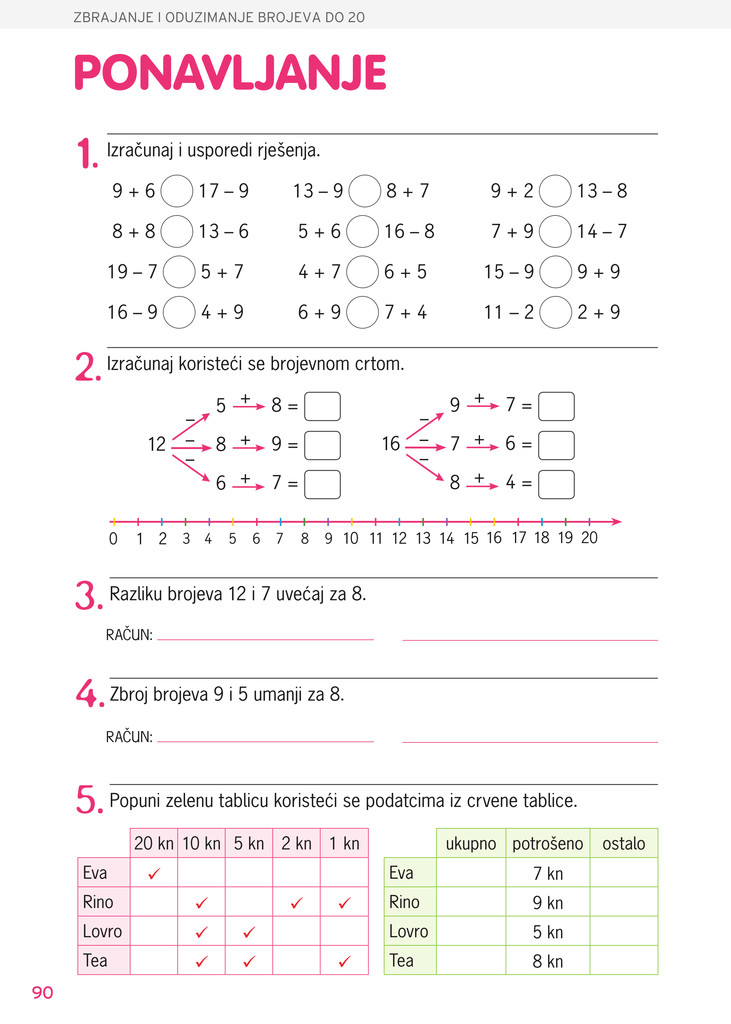 ZBRAJANJE I ODUZIMANJE BROJEVA DO 20
PONAVLJANJE
1. Izračunaj i usporedi rješenja.
9 + 6 17 – 9 13 – 9 8 + 7 9 + 2 13 – 8
8 + 8 13 – 6 5 + 6 16 – 8 7 + 9 14 – 7
19 – 7 5 + 7 4 + 7 6 + 5 15 – 9 9 + 9
16 – 9 4 + 9 6 + 9 7 + 4 11 – 2 2 + 9
2. Izračunaj koristeći se brojevnom crtom.
– 5 + 8 = – 9 + 7 =
12 – 8 + 9 = 16 – 7 + 6 =
– 6 + 7 = – 8 + 4 =
0 1 2 3 4 5 6 7 8 9 10 11 12 13 14 15 16 17 18 19 20
3. Razliku brojeva 12 i 7 uvećaj za 8.
RAČUN:
4. Zbroj brojeva 9 i 5 umanji za 8.
RAČUN:
5. Popuni zelenu tablicu koristeći se podatcima iz crvene tablice.
20 kn 10 kn 5 kn 2 kn 1 kn
Eva ✓
Rino ✓ ✓ ✓
Lovro ✓ ✓
Tea ✓ ✓ ✓
ukupno potrošeno ostalo
Eva 7 kn
Rino 9 kn
Lovro 5 kn
Tea 8 kn
90